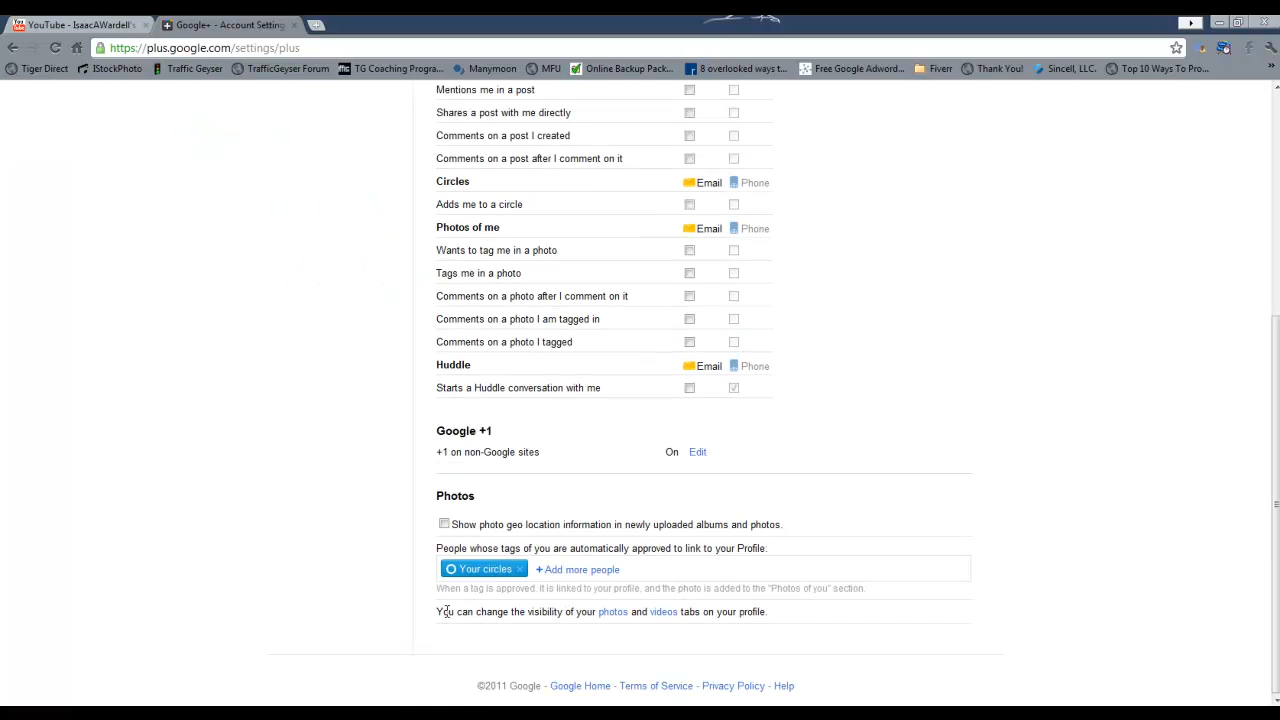 YouTube - IsaacAWardell's
Google+ - Account Setting
https://plus.google.com/settings/plus
Tiger Direct IStockPhoto Traffic Geyser TrafficGeyser Forum TG Coaching Progra... Manymoon MFU Online Backup Pack... 8 overlooked ways t... Free Google Adword... Fiverr Thank You! Sincell, LLC. Top 10 Ways To Pro... »
Mentions me in a post
Shares a post with me directly
Comments on a post I created
Comments on a post after I comment on it
Circles Email Phone
Adds me to a circle
Photos of me Email Phone
Wants to tag me in a photo
Tags me in a photo
Comments on a photo after I comment on it
Comments on a photo I am tagged in
Comments on a photo I tagged
Huddle Email Phone
Starts a Huddle conversation with me
Google +1
+1 on non-Google sites On Edit
Photos
Show photo geo location information in newly uploaded albums and photos.
People whose tags of you are automatically approved to link to your Profile:
Your circles × + Add more people
When a tag is approved, it is linked to your profile, and the photo is added to the "Photos of you" section.
You can change the visibility of your photos and videos tabs on your profile.
©2011 Google - Google Home - Terms of Service - Privacy Policy - Help